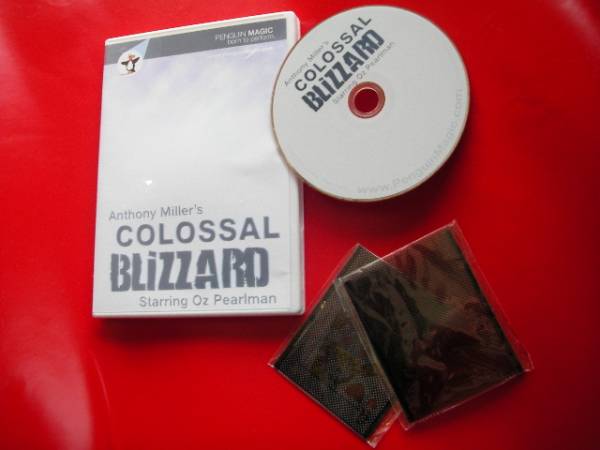 PENGUIN MAGIC
born to perform.
Anthony Miller's
COLOSSAL
BLiZZARD
Starring Oz Pearlman
Anthony Miller's
COLOSSAL
BLiZZARD
Starring Oz Pearlman
www.PenguinMagic.com